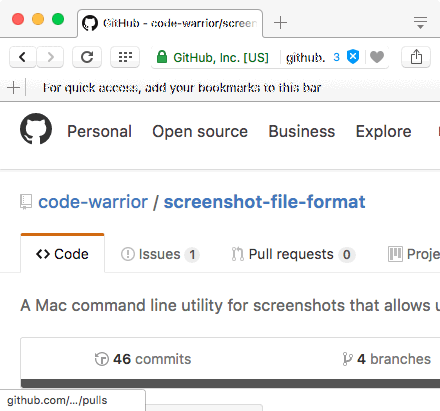 GitHub - code-warrior/screen
GitHub, Inc. [US] github. 3
For quick access, add your bookmarks to this bar
Personal Open source Business Explore
code-warrior / screenshot-file-format
Code Issues 1 Pull requests 0 Proje
A Mac command line utility for screenshots that allows u
46 commits 4 branches
github.com/.../pulls